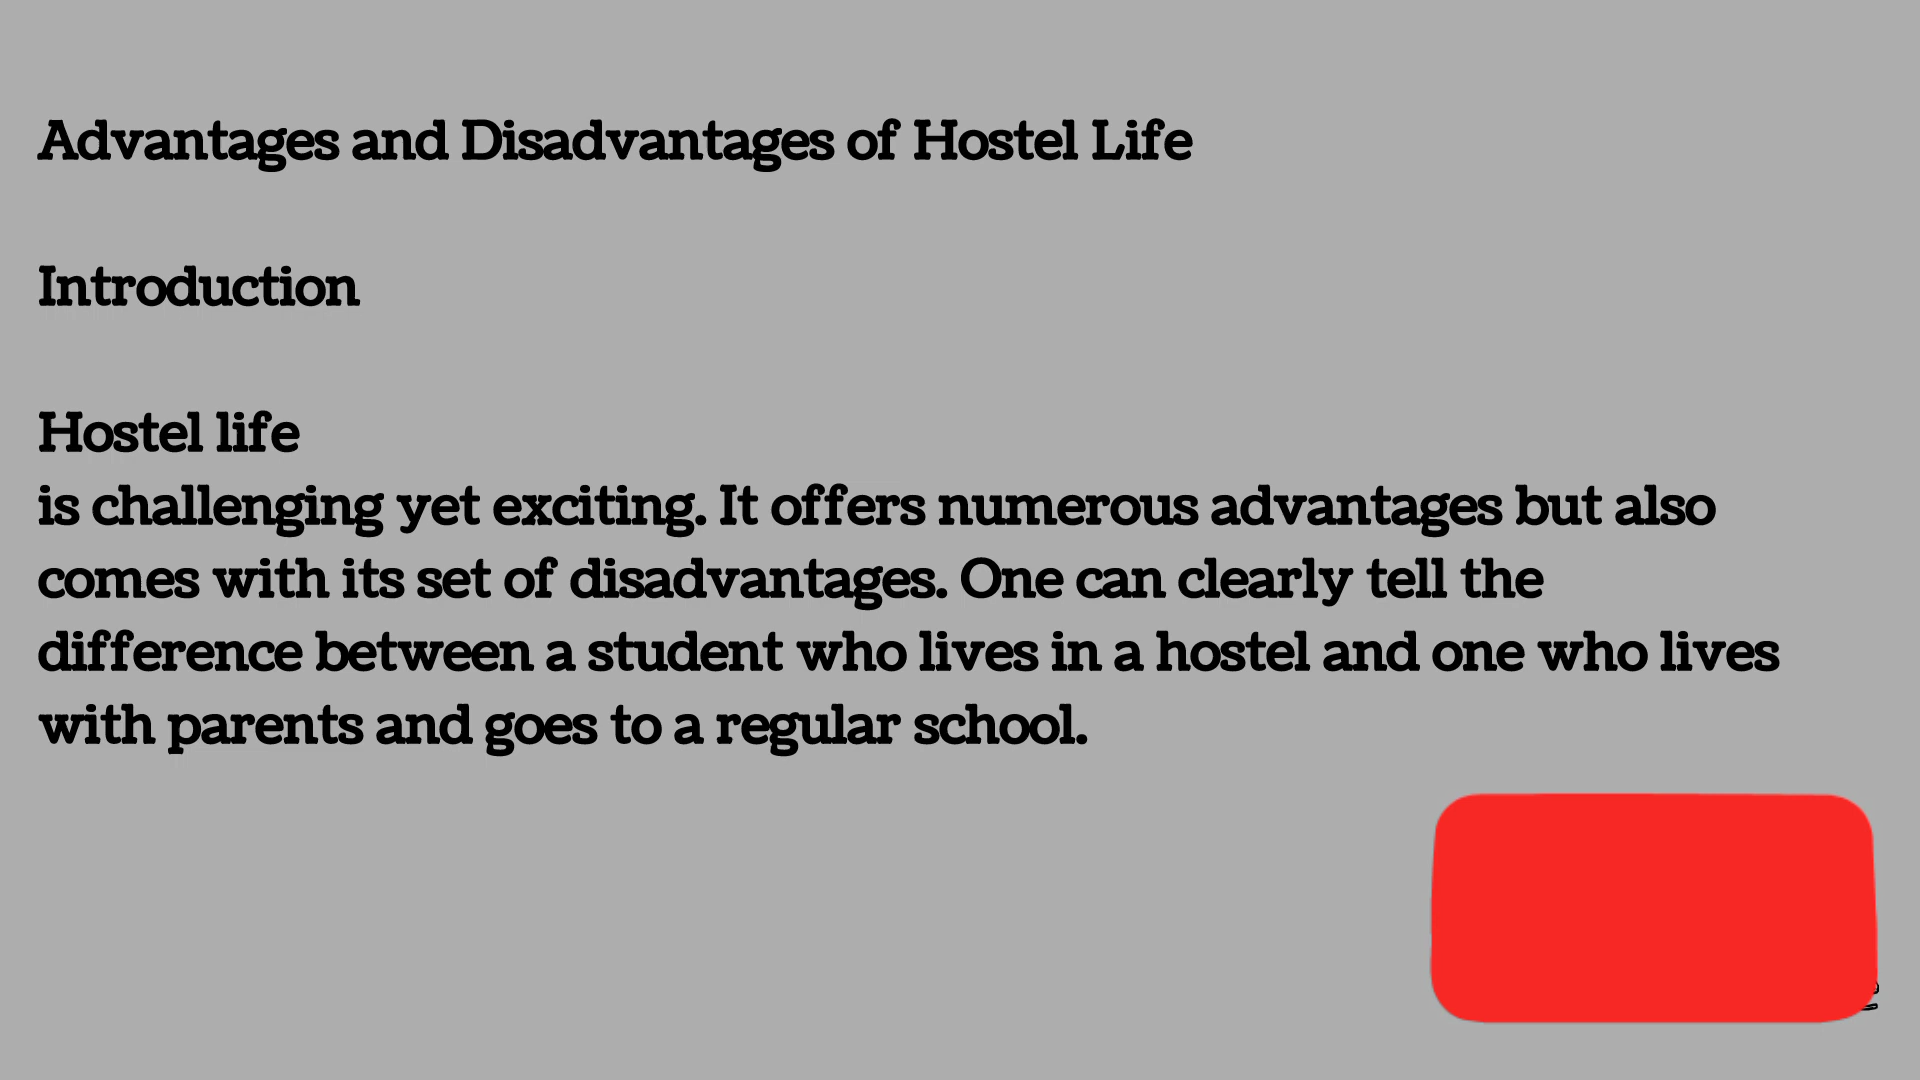 Advantages and Disadvantages of Hostel Life
Introduction
Hostel life
is challenging yet exciting. It offers numerous advantages but also
comes with its set of disadvantages. One can clearly tell the
difference between a student who lives in a hostel and one who lives
with parents and goes to a regular school.